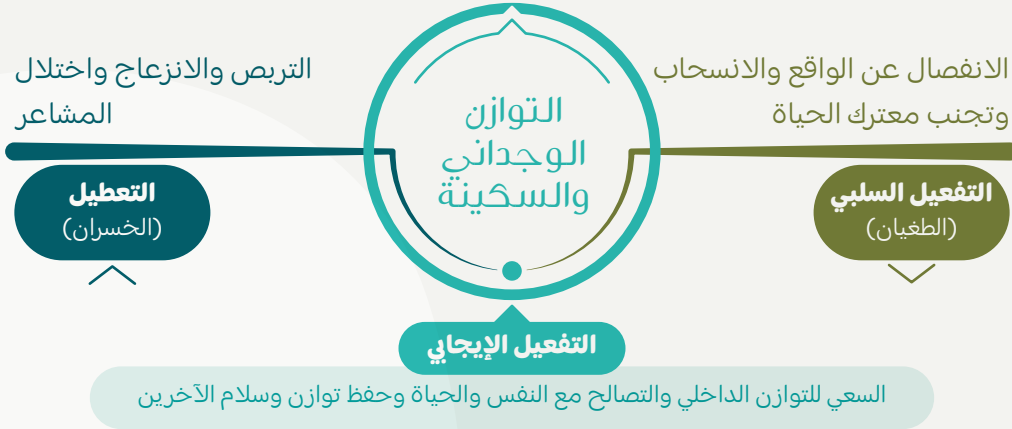 الانفصال عن الواقع والانسحاب
وتجنب معترك الحياة
التفعيل السلبي
(الطغيان)
التوازن
الوجداني
والسكينة
التربص والانزعاج واختلال
المشاعر
التعطيل
(الخسران)
التفعيل الإيجابي
السعي للتوازن الداخلي والتصالح مع النفس والحياة وحفظ توازن وسلام الآخرين